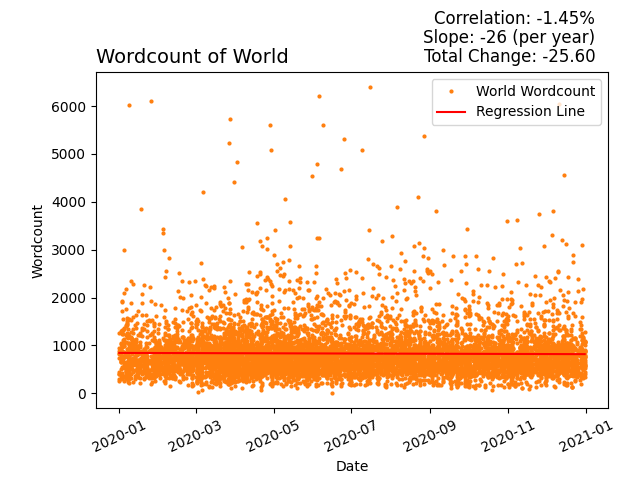 Correlation: -1.45%
Slope: -26 (per year)
Total Change: -25.60
Wordcount of World
World Wordcount
Regression Line
Wordcount
6000
5000
4000
3000
2000
1000
0
2020-01
2020-03
2020-05
2020-07
2020-09
2020-11
2021-01
Date